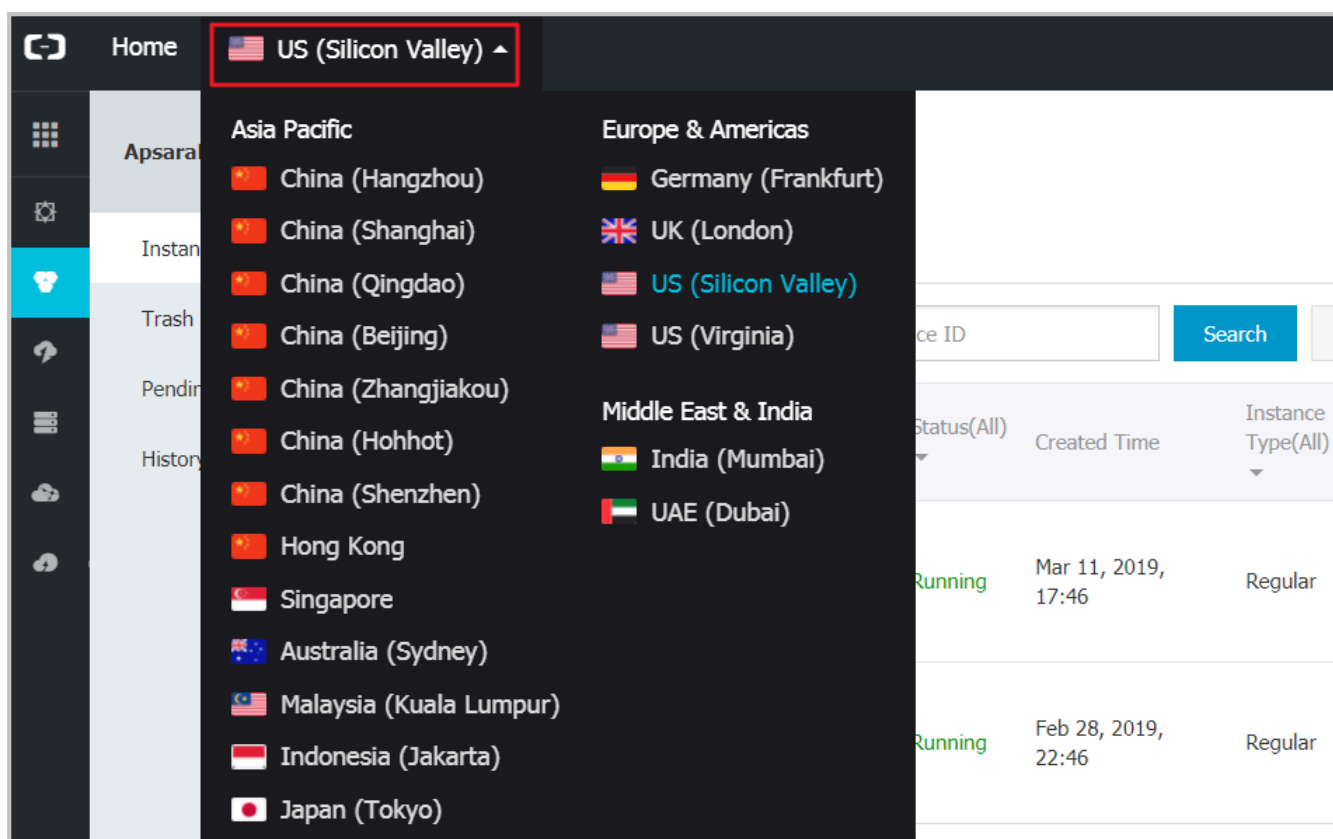 Home
US (Silicon Valley)
Asia Pacific
China (Hangzhou)
China (Shanghai)
China (Qingdao)
China (Beijing)
China (Zhangjiakou)
China (Hohhot)
China (Shenzhen)
Hong Kong
Singapore
Australia (Sydney)
Malaysia (Kuala Lumpur)
Indonesia (Jakarta)
Japan (Tokyo)
Europe & Americas
Germany (Frankfurt)
UK (London)
US (Silicon Valley)
US (Virginia)
Middle East & India
India (Mumbai)
UAE (Dubai)
Apsara
Instan
Trash
Pendin
History
ce ID
Search
Status(All)
Created Time
Instance
Type(All)
Running
Mar 11, 2019,
17:46
Regular
Running
Feb 28, 2019,
22:46
Regular